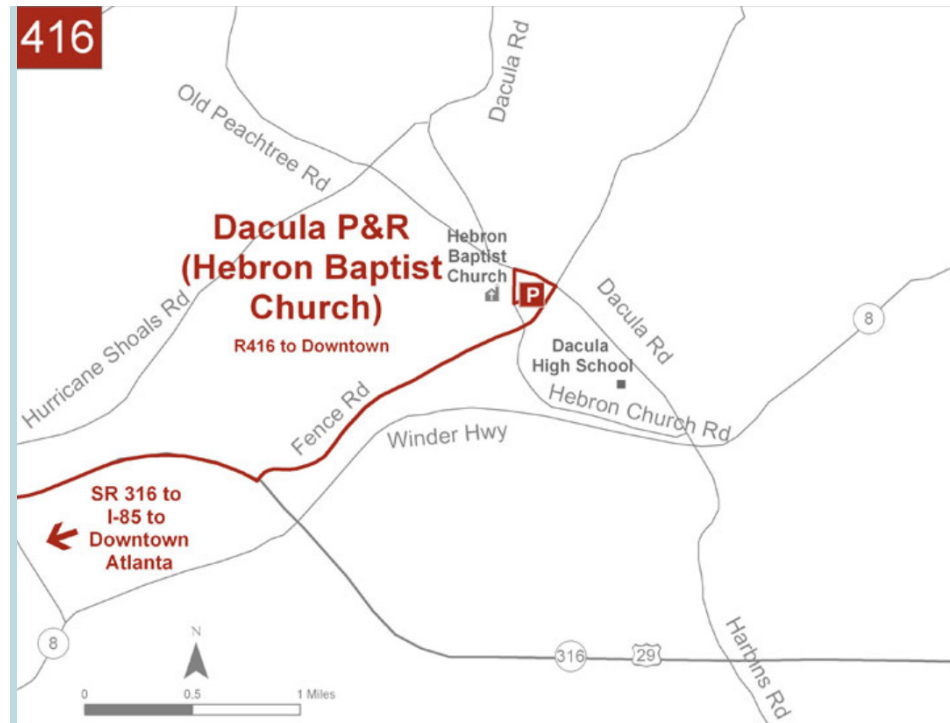 416
Dacula Rd
Old Peachtree Rd
Dacula P&R
(Hebron Baptist
Church)
R416 to Downtown
Hebron
Baptist
Church
P
Hurricane Shoals Rd
Dacula Rd
8
Dacula
High School
Hebron Church Rd
Fence Rd
Winder Hwy
SR 316 to
I-85 to
Downtown
Atlanta
8
N
316
29
Harbins Rd
0
0.5
1 Miles